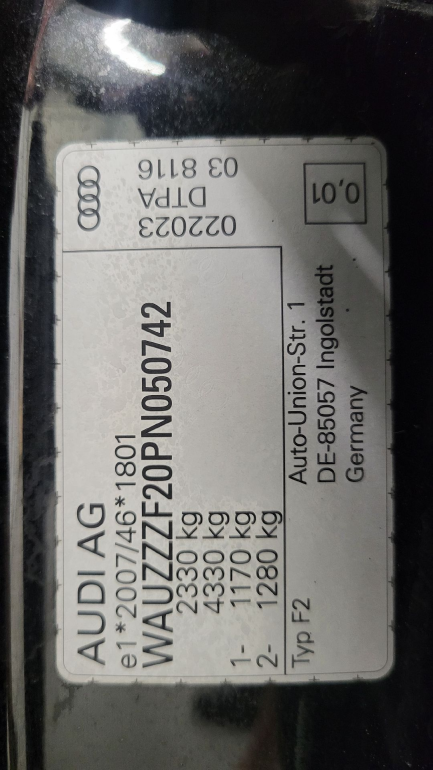 AUDI AG
e1*2007/46*1801
WAUZZZF20PN050742
2330 kg
4330 kg
1- 1170 kg
2- 1280 kg
Typ F2
Auto-Union-Str. 1
DE-85057 Ingolstadt
Germany
022023
DTPA
03 8116
0,01